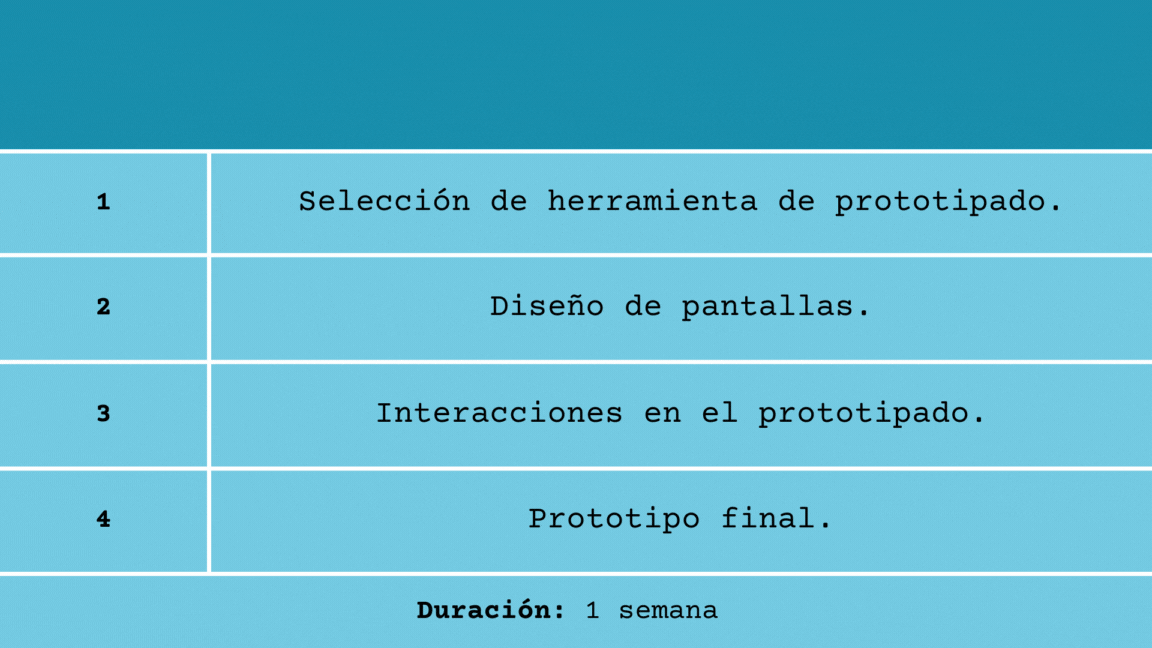 1
Selección de herramienta de prototipado.
2
Diseño de pantallas.
3
Interacciones en el prototipado.
4
Prototipo final.
Duración: 1 semana